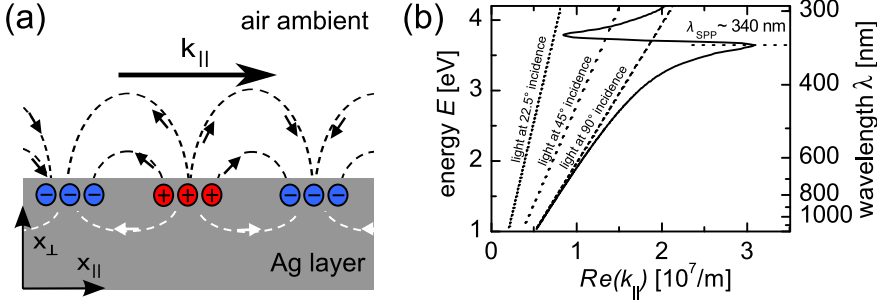 (a)
air ambient
k||
− − − + + + − − −
x⊥
x||
Ag layer
(b)
energy E [eV]
4
3
2
1
0 1 2 3
Re(k||) [10⁷/m]
light at 22.5° incidence
light at 45° incidence
light at 90° incidence
λSPP ~ 340 nm
300
400
600
800
1000
wavelength λ [nm]